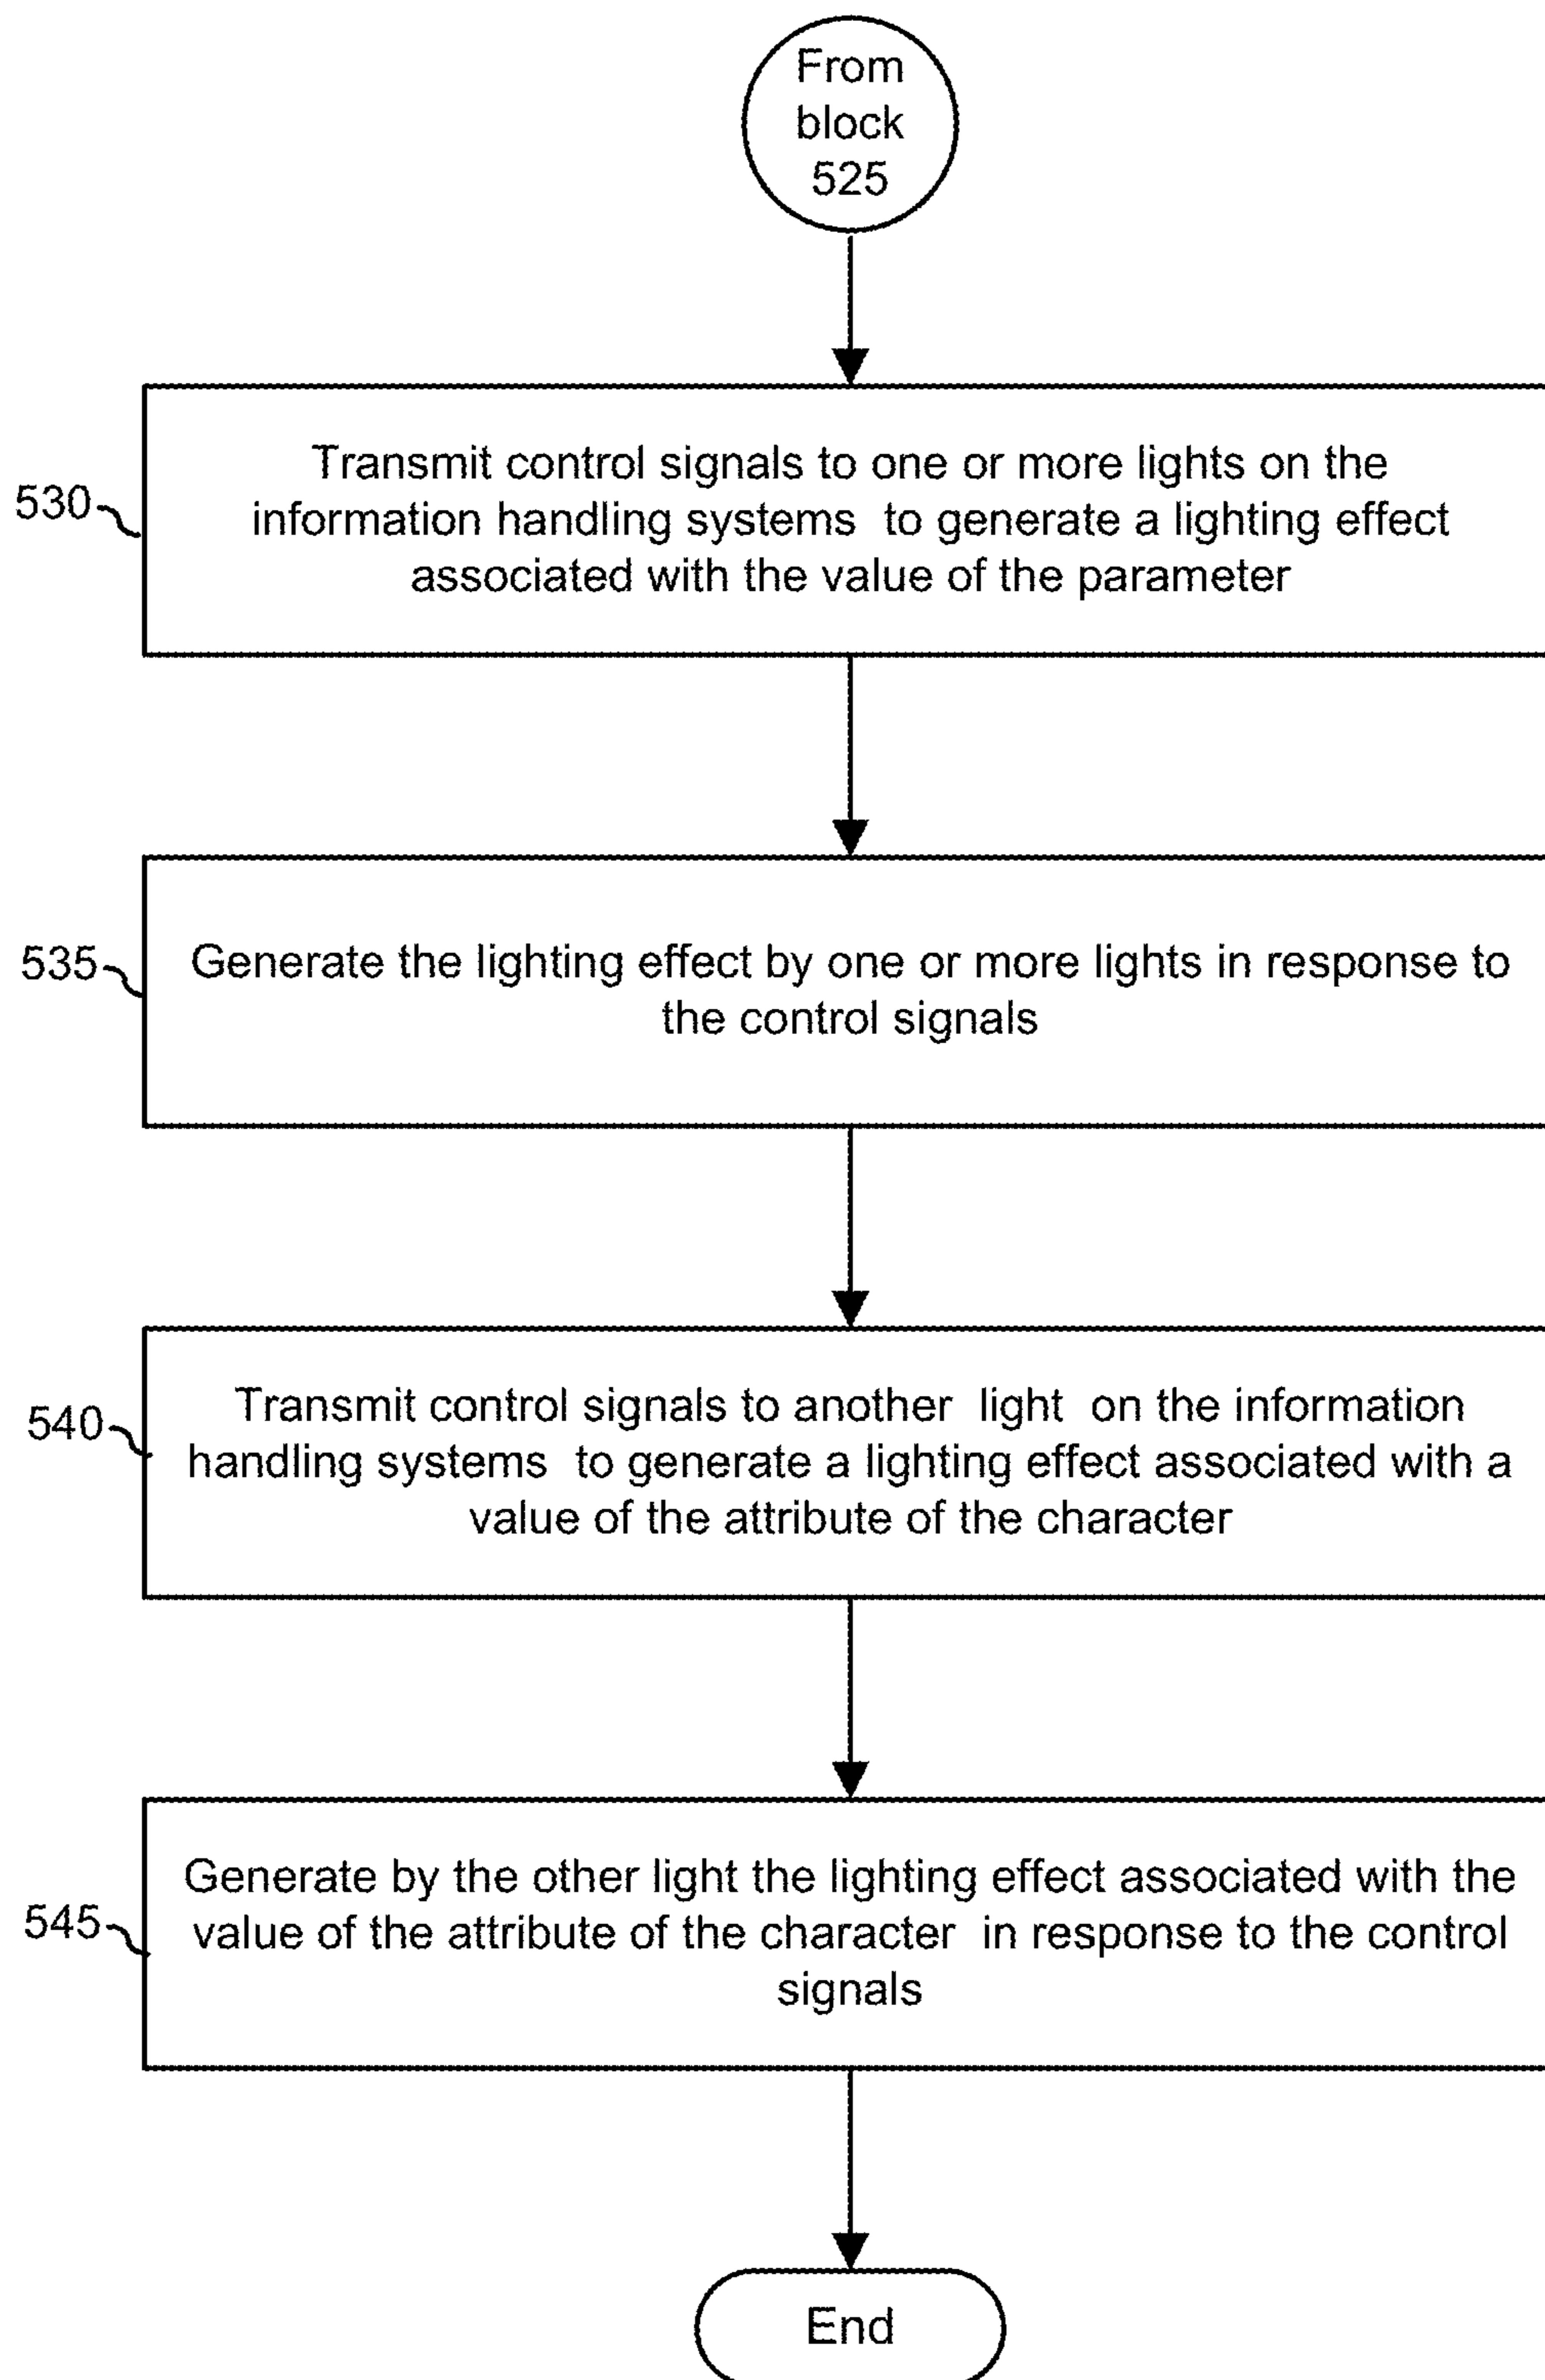 From
block
525
530
Transmit control signals to one or more lights on the
information handling systems  to generate a lighting effect
associated with the value of the parameter
535
Generate the lighting effect by one or more lights in response to
the control signals
540
Transmit control signals to another  light  on the information
handling systems  to generate a lighting effect associated with a
value of the attribute of the character
545
Generate by the other light the lighting effect associated with the
value of the attribute of the character  in response to the control
signals
End